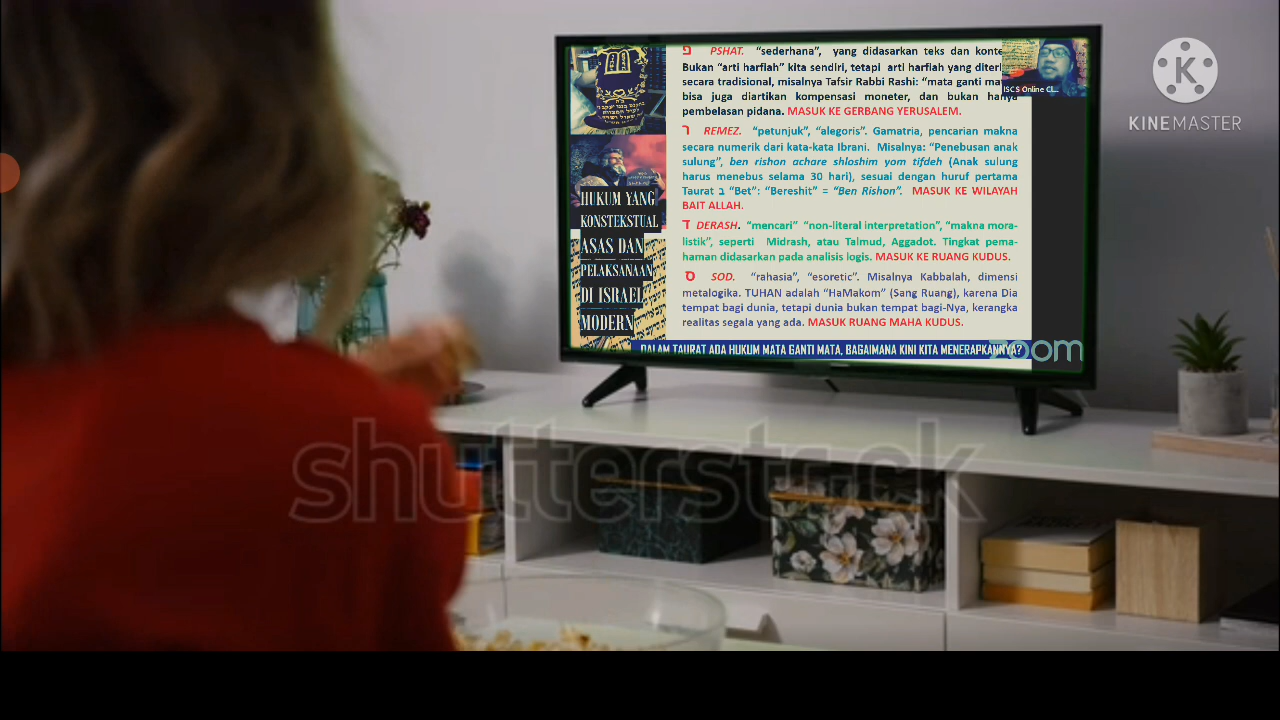 פ PSHAT. “sederhana”, yang didasarkan teks dan
Bukan “arti harfiah” kita sendiri, tetapi arti harfiah yang
secara tradisional, misalnya Tafsir Rabbi Rashi: “mata ganti
bisa juga diartikan kompensasi moneter, dan bukan hanya
pembelasan pidana. MASUK KE GERBANG YERUSALEM.
ר REMEZ. “petunjuk”, “alegoris”. Gamatria, pencarian makna
secara numerik dari kata-kata Ibrani. Misalnya: “Penebusan anak
sulung”, ben rishon achare shloshim yom tifdeh (Anak sulung
harus menebus selama 30 hari), sesuai dengan huruf pertama
Taurat ב “Bet”: “Bereshit” = “Ben Rishon”. MASUK KE WILAYAH
BAIT ALLAH.
ד DERASH. “mencari” “non-literal interpretation”, “makna mora-
listik”, seperti Midrash, atau Talmud, Aggadot. Tingkat pema-
haman didasarkan pada analisis logis. MASUK KE RUANG KUDUS.
ס SOD. “rahasia”, “esoretic”. Misalnya Kabbalah, dimensi
metalogika. TUHAN adalah “HaMakom” (Sang Ruang), karena Dia
tempat bagi dunia, tetapi dunia bukan tempat bagi-Nya, kerangka
realitas segala yang ada. MASUK RUANG MAHA KUDUS.
HUKUM YANG
KONSTEKSTUAL
ASAS DAN
PELAKSANAAN
DI ISRAEL
MODERN
DALAM TAURAT ADA HUKUM MATA GANTI MATA, BAGAIMANA KINI KITA MENERAPKANNYA?
zoom
ISCS Online Cl...
K
KINEMASTER
shutterstock